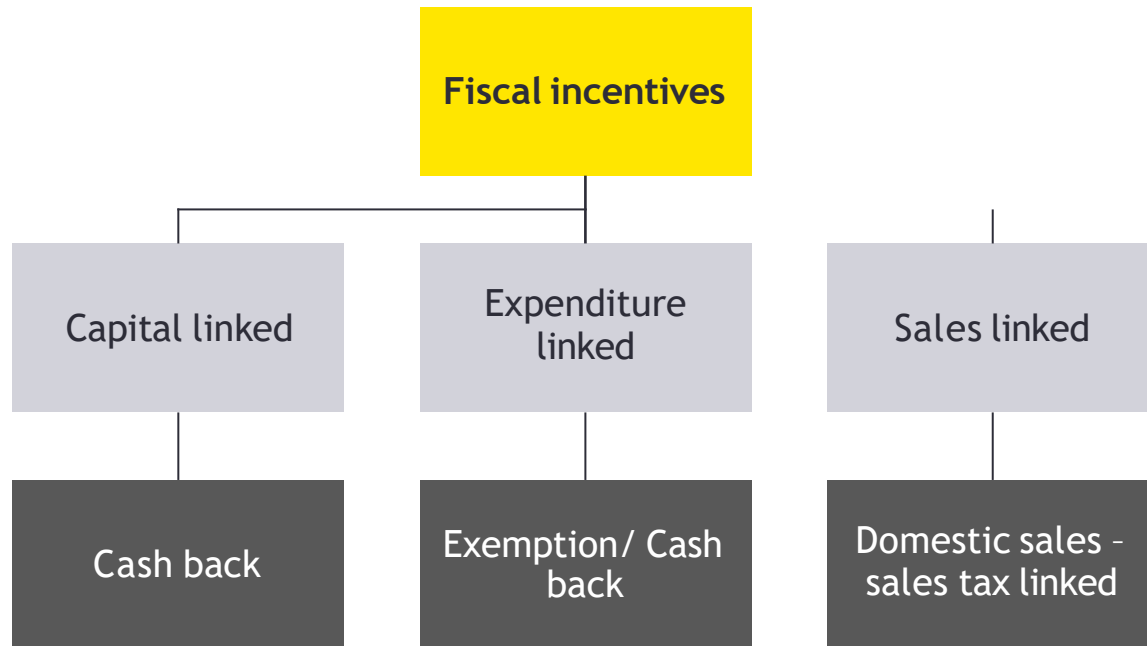 Fiscal incentives
Capital linked
Expenditure
linked
Sales linked
Cash back
Exemption/ Cash
back
Domestic sales –
sales tax linked